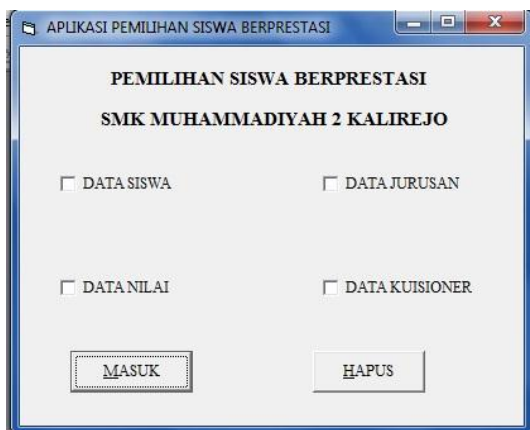 APLIKASI PEMILIHAN SISWA BERPRESTASI
PEMILIHAN SISWA BERPRESTASI
SMK MUHAMMADIYAH 2 KALIREJO
DATA SISWA
DATA JURUSAN
DATA NILAI
DATA KUISIONER
MASUK
HAPUS